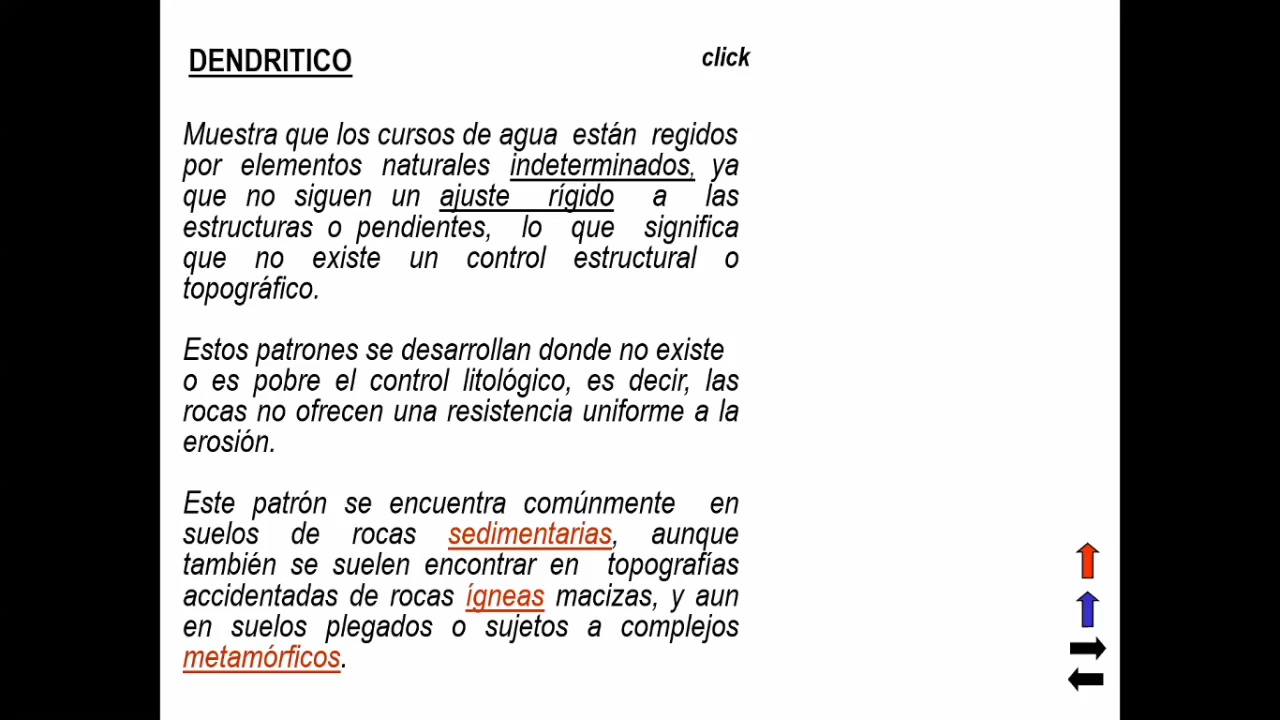 DENDRITICO
click
Muestra que los cursos de agua están regidos
por elementos naturales indeterminados, ya
que no siguen un ajuste rígido a las
estructuras o pendientes, lo que significa
que no existe un control estructural o
topográfico.
Estos patrones se desarrollan donde no existe
o es pobre el control litológico, es decir, las
rocas no ofrecen una resistencia uniforme a la
erosión.
Este patrón se encuentra comúnmente en
suelos de rocas sedimentarias, aunque
también se suelen encontrar en topografías
accidentadas de rocas ígneas macizas, y aun
en suelos plegados o sujetos a complejos
metamórficos.